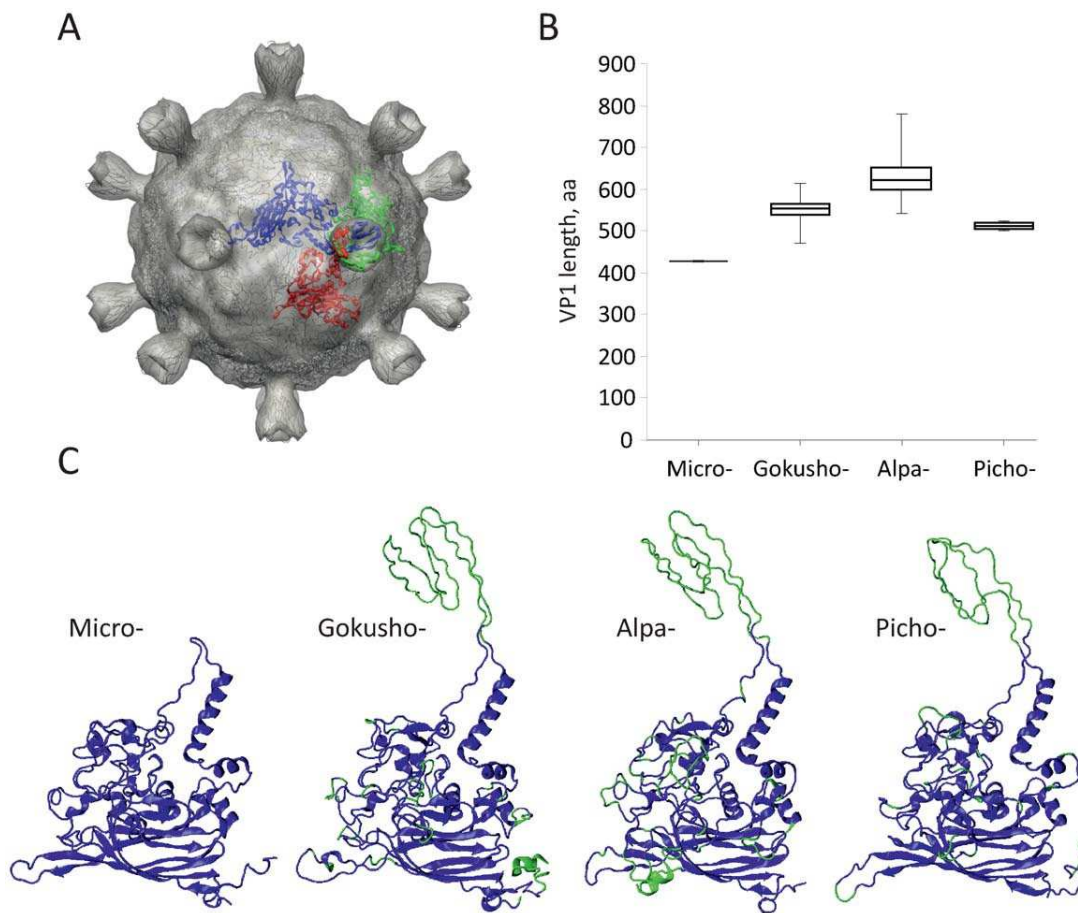 A
B
900
800
700
600
500
400
300
200
100
0
VP1 length, aa
Micro- Gokusho- Alpa- Picho-
C
Micro- Gokusho- Alpa- Picho-